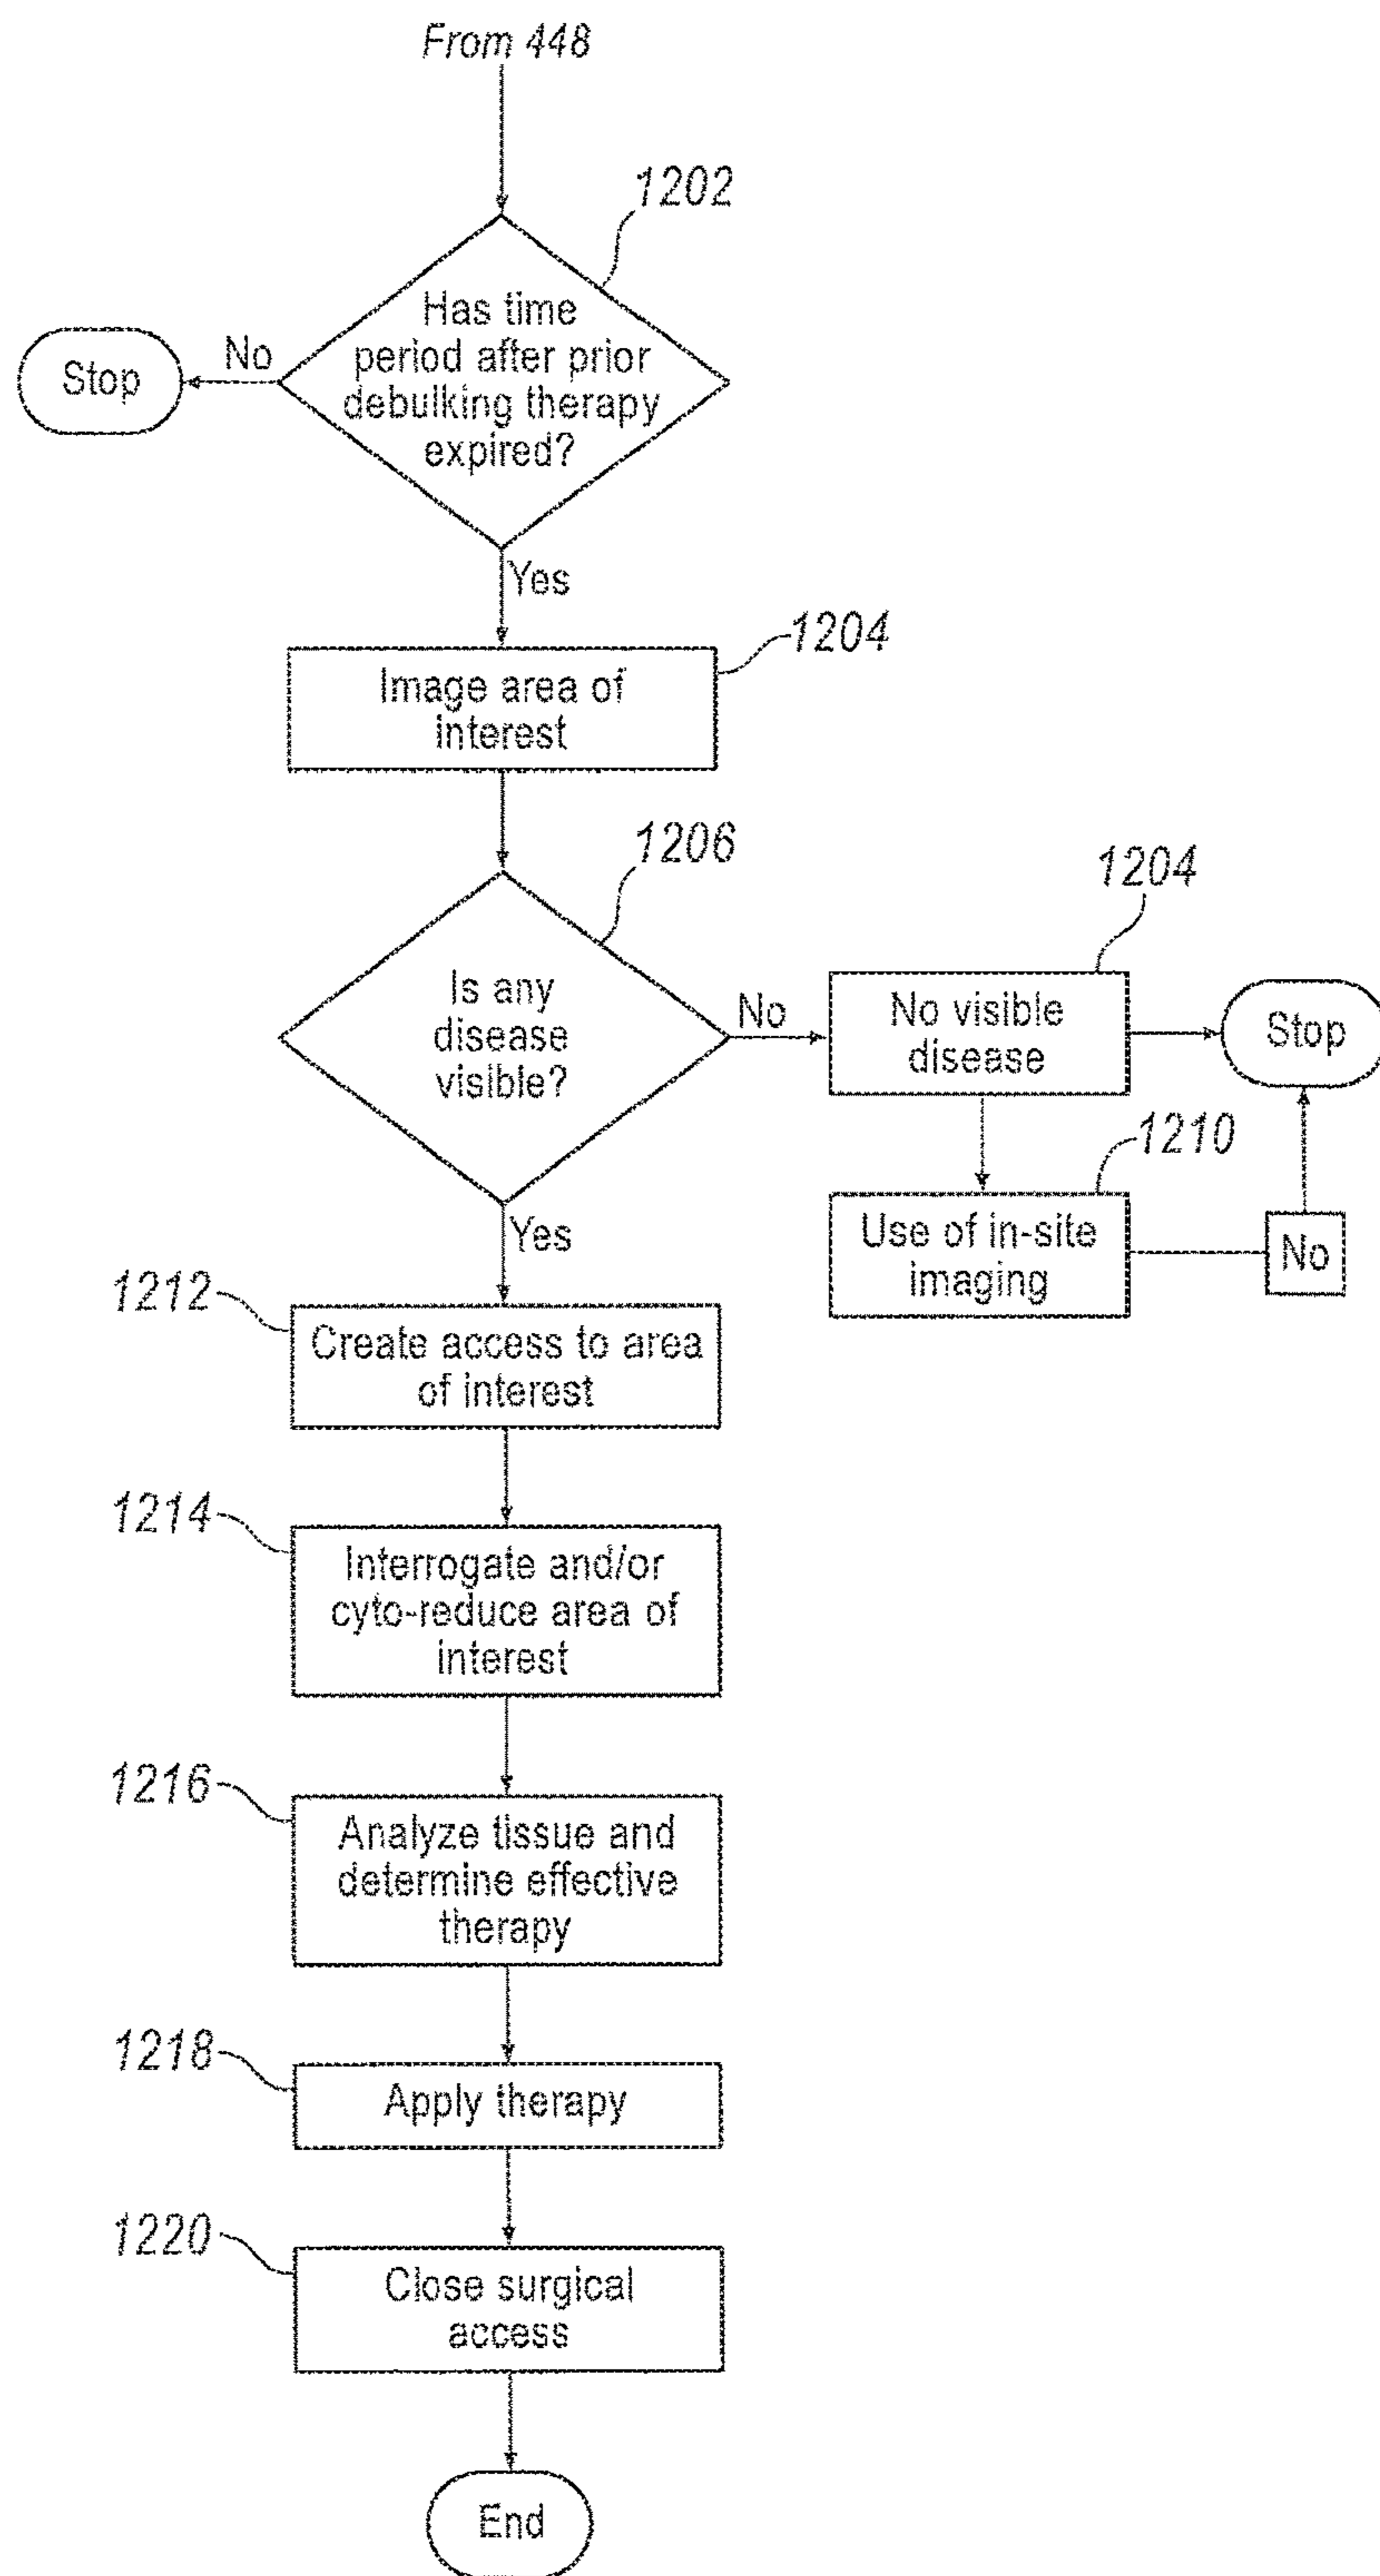 From 448
1202
Has time
period after prior
debulking therapy
expired?
No
Stop
Yes
1204
Image area of
interest
1206
Is any
disease
visible?
No
1204
No visible
disease
Stop
1210
Use of in-site
imaging
No
Yes
1212
Create access to area
of interest
1214
Interrogate and/or
cyto-reduce area of
interest
1216
Analyze tissue and
determine effective
therapy
1218
Apply therapy
1220
Close surgical
access
End